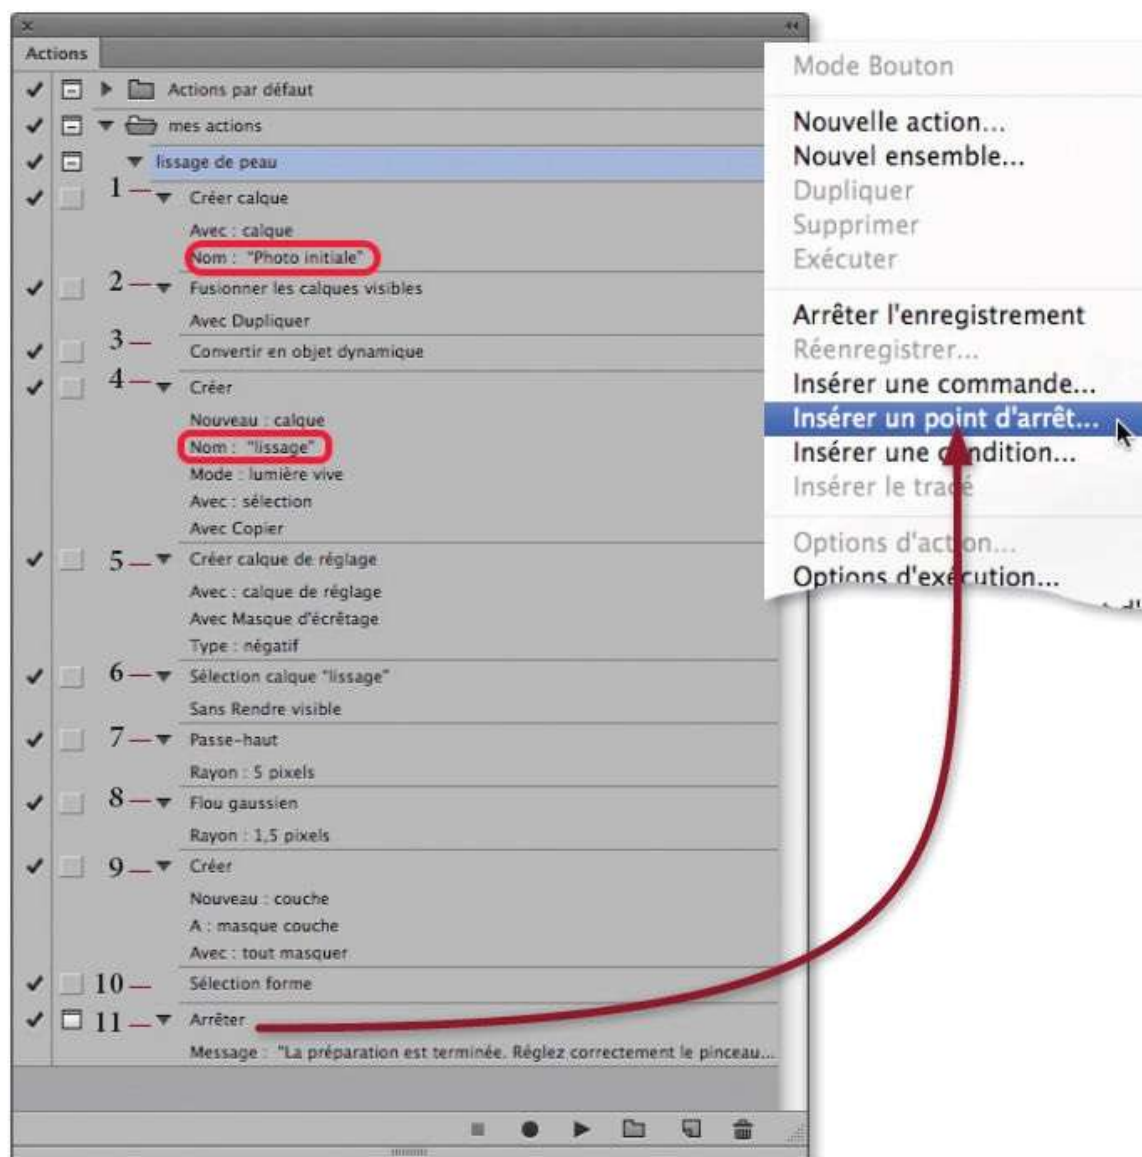 Actions
Actions par défaut
mes actions
lissage de peau
1 Créer calque
Avec : calque
Nom : "Photo initiale"
2 Fusionner les calques visibles
Avec Dupliquer
3 Convertir en objet dynamique
4 Créer
Nouveau : calque
Nom : "lissage"
Mode : lumière vive
Avec : sélection
Avec Copier
5 Créer calque de réglage
Avec : calque de réglage
Avec Masque d'écrêtage
Type : négatif
6 Sélection calque "lissage"
Sans Rendre visible
7 Passe-haut
Rayon : 5 pixels
8 Flou gaussien
Rayon : 1,5 pixels
9 Créer
Nouveau : couche
A : masque couche
Avec : tout masquer
10 Sélection forme
11 Arrêter
Message : "La préparation est terminée. Réglez correctement le pinceau...
Mode Bouton
Nouvelle action...
Nouvel ensemble...
Dupliquer
Supprimer
Exécuter
Arrêter l'enregistrement
Réenregistrer...
Insérer une commande...
Insérer un point d'arrêt...
Insérer une condition...
Insérer le tracé
Options d'action...
Options d'exécution...